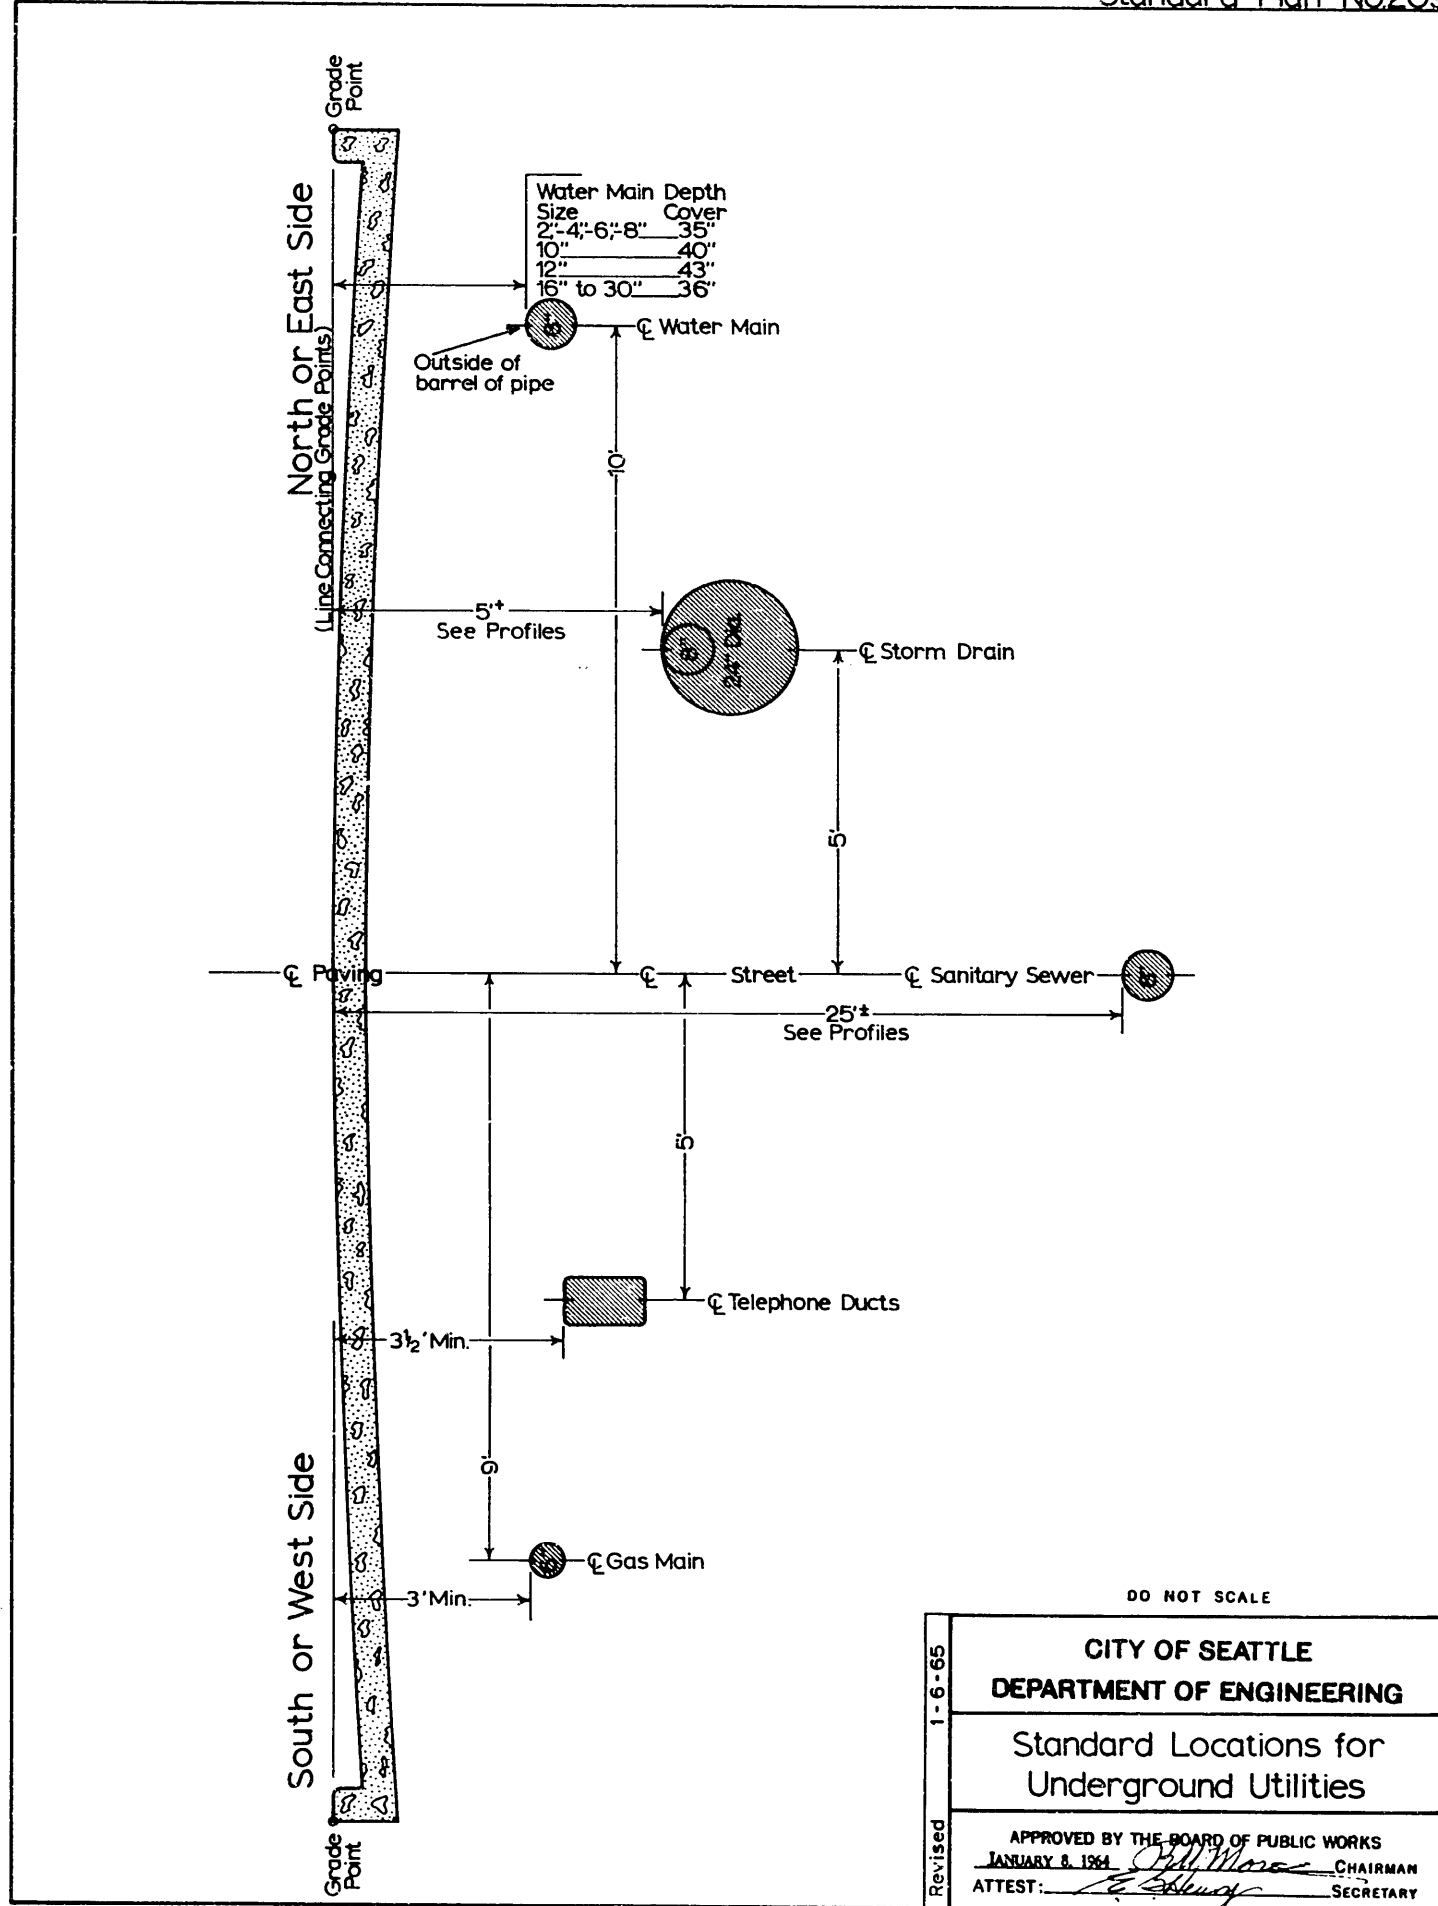 Grade
Point
North or East Side
(Line Connecting Grade Points)
Water Main Depth
Size Cover
2"-4"-6"-8" 35"
10" 40"
12" 43"
16" to 30" 36"
8"
℄ Water Main
Outside of
barrel of pipe
10'
5'+
See Profiles
8"
24" Dia.
℄ Storm Drain
5'
℄ Paving
℄ Street
℄ Sanitary Sewer
8"
25'±
See Profiles
5'
℄ Telephone Ducts
3½' Min.
9'
South or West Side
℄ Gas Main
3' Min.
Grade
Point
DO NOT SCALE
CITY OF SEATTLE
DEPARTMENT OF ENGINEERING
Standard Locations for
Underground Utilities
Revised 1-6-65
APPROVED BY THE BOARD OF PUBLIC WORKS
JANUARY 8, 1964 CHAIRMAN
ATTEST: SECRETARY